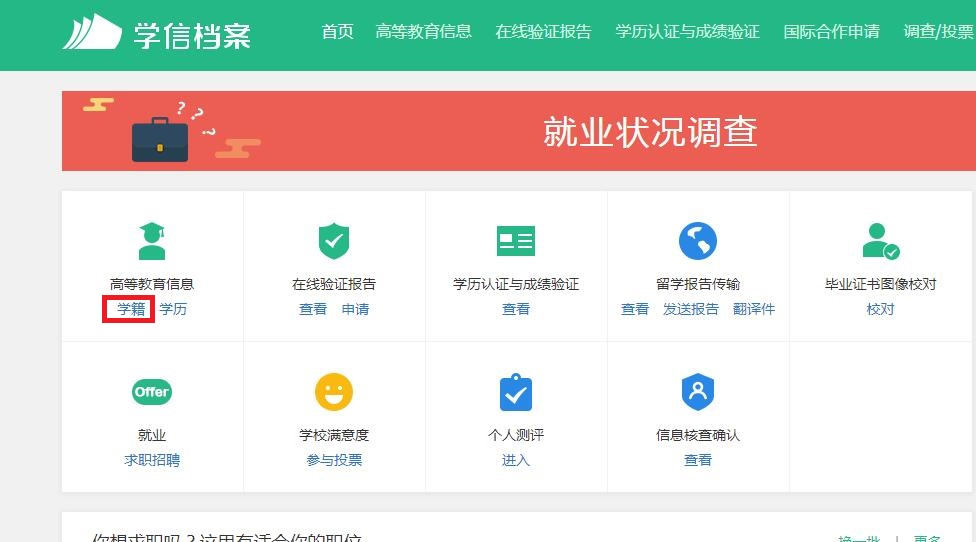 学信档案
首页 高等教育信息 在线验证报告 学历认证与成绩验证 国际合作申请 调查/投票
? ? ?
就业状况调查
高等教育信息 在线验证报告 学历认证与成绩验证 留学报告传输 毕业证书图像校对
学籍 学历 查看 申请 查看 查看 发送报告 翻译件 校对
Offer
就业 学校满意度 个人测评 信息核查确认
求职招聘 参与投票 进入 查看
你想求职吗？这里有适合你的职位 换一批 | 更多